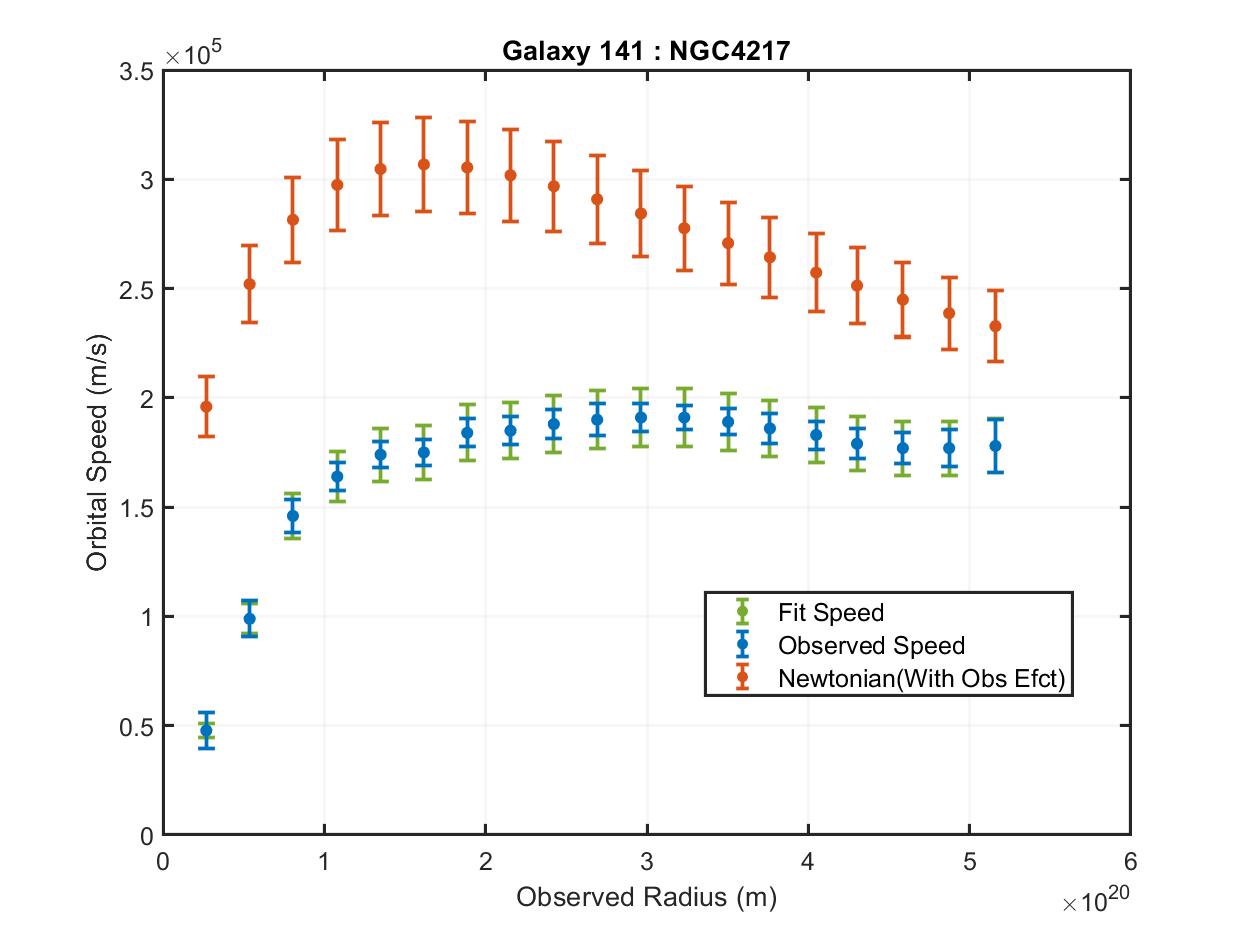 Galaxy 141 : NGC4217
×10^5
3.5
3
2.5
2
1.5
1
0.5
0
Orbital Speed (m/s)
Fit Speed
Observed Speed
Newtonian(With Obs Efct)
0 1 2 3 4 5 6
Observed Radius (m)
×10^20